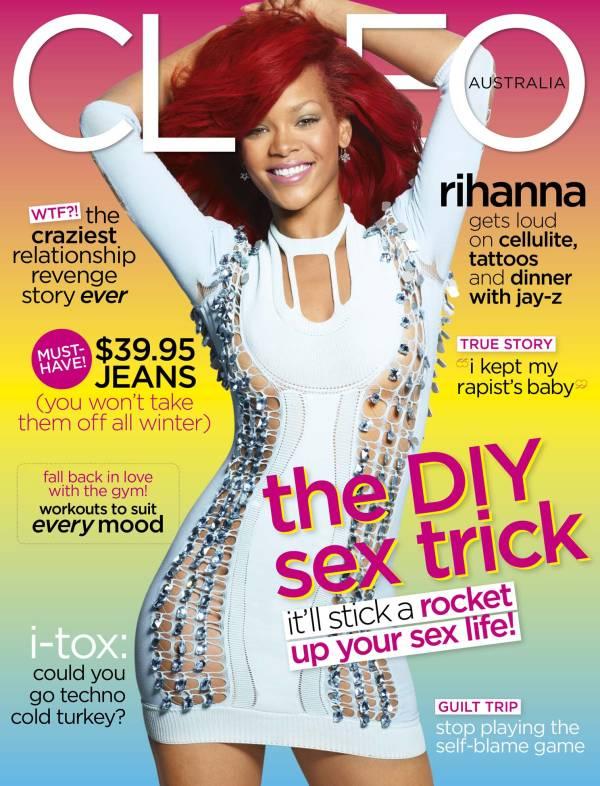 CLEO
AUSTRALIA
rihanna
gets loud
on cellulite,
tattoos
and dinner
with jay-z
WTF?! the
craziest
relationship
revenge
story ever
MUST-
HAVE!
$39.95
JEANS
(you won't take
them off all winter)
TRUE STORY
“i kept my
rapist's baby”
fall back in love
with the gym!
workouts to suit
every mood
the DIY
sex trick
it'll stick a rocket
up your sex life!
i-tox:
could you
go techno
cold turkey?
GUILT TRIP
stop playing the
self-blame game